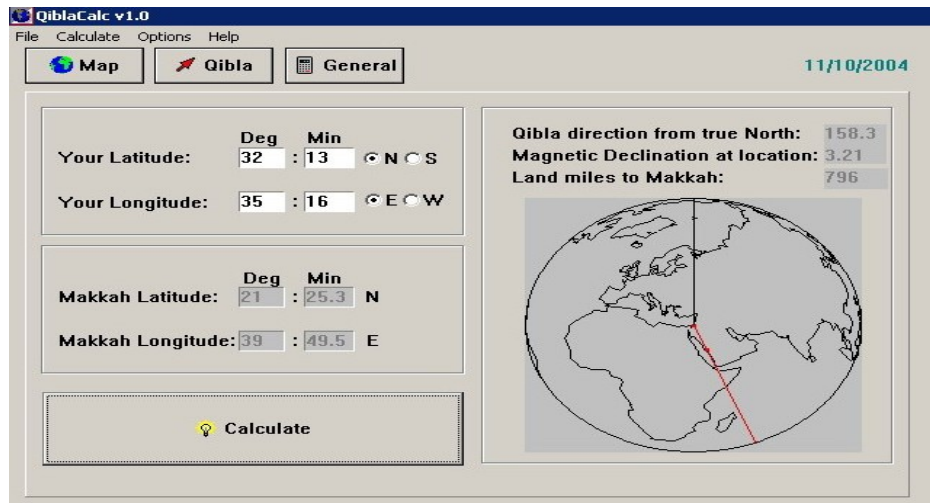 QiblaCalc v1.0
File Calculate Options Help
Map Qibla General 11/10/2004
Deg Min
Your Latitude: 32 : 13 N S
Your Longitude: 35 : 16 E W
Deg Min
Makkah Latitude: 21 : 25.3 N
Makkah Longitude: 39 : 49.5 E
Calculate
Qibla direction from true North: 158.3
Magnetic Declination at location: 3.21
Land miles to Makkah: 796